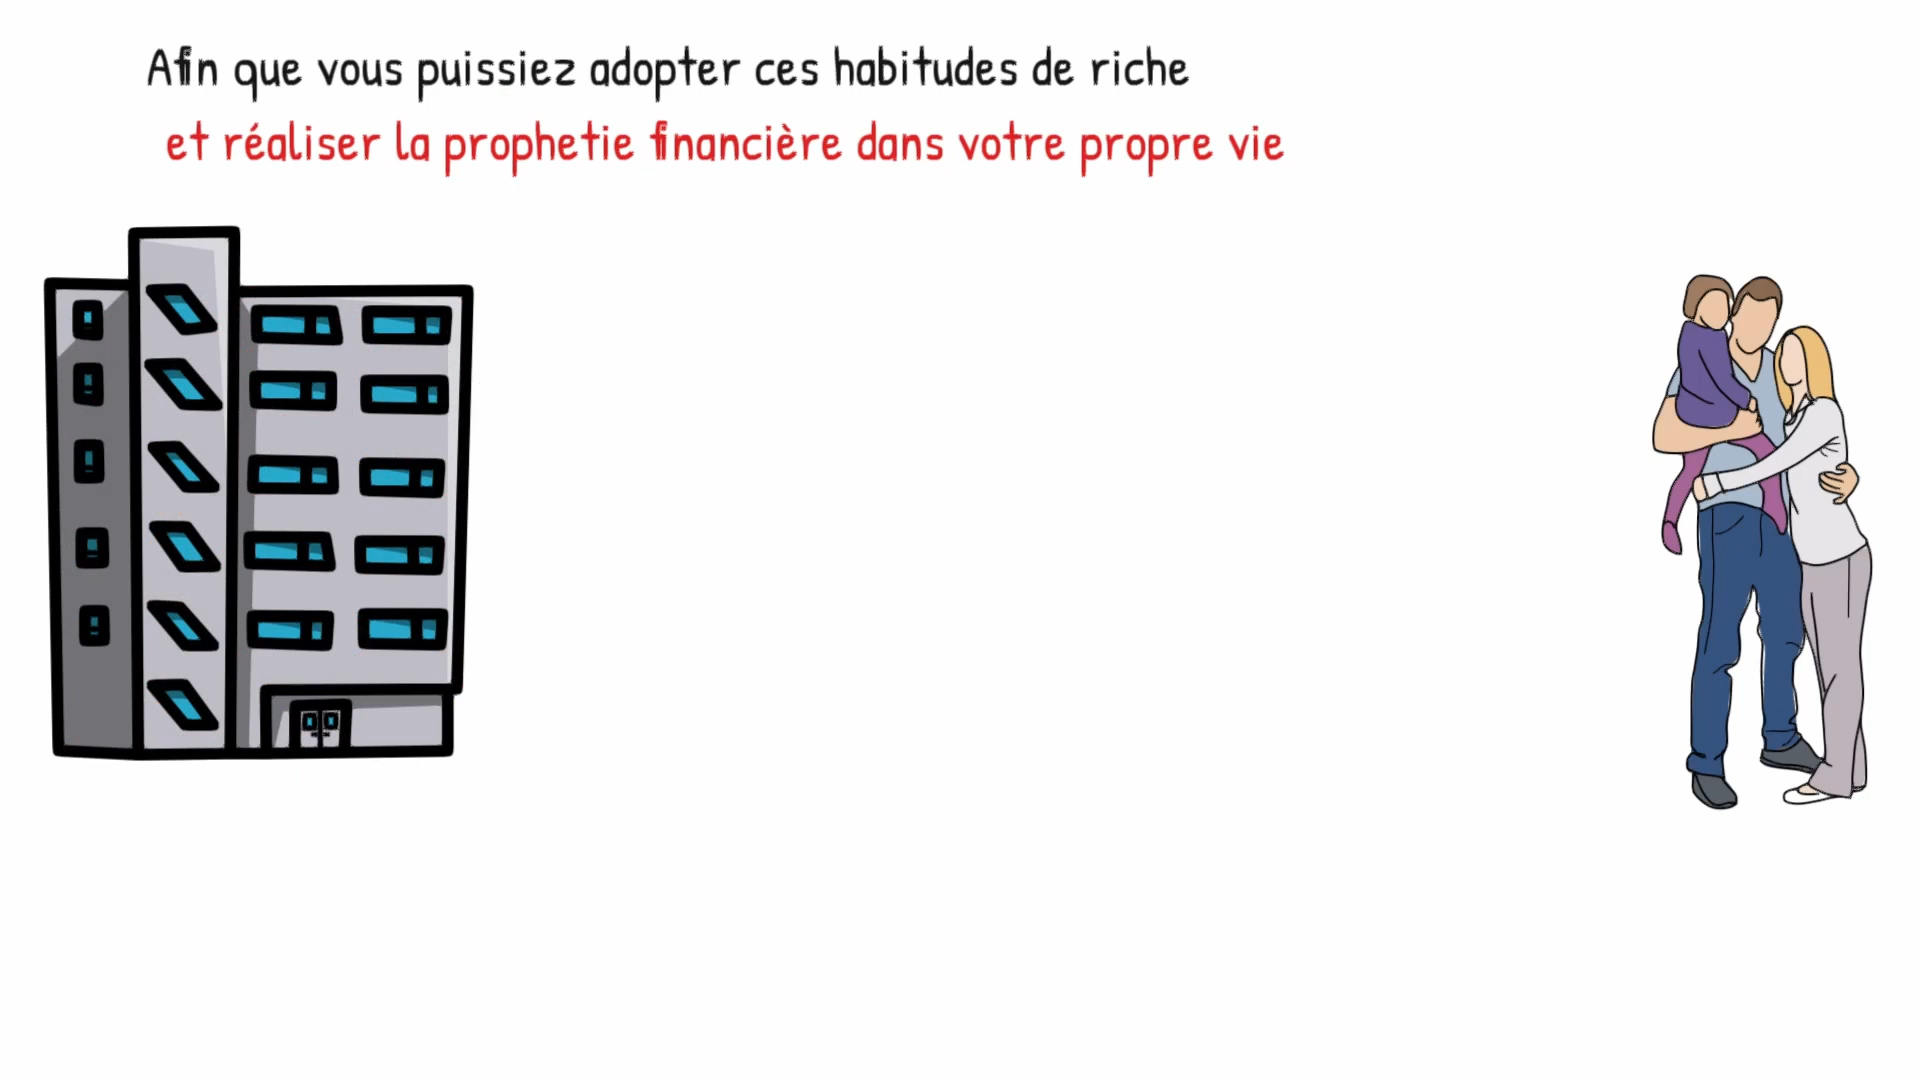 Afin que vous puissiez adopter ces habitudes de riche
et réaliser la prophetie financière dans votre propre vie